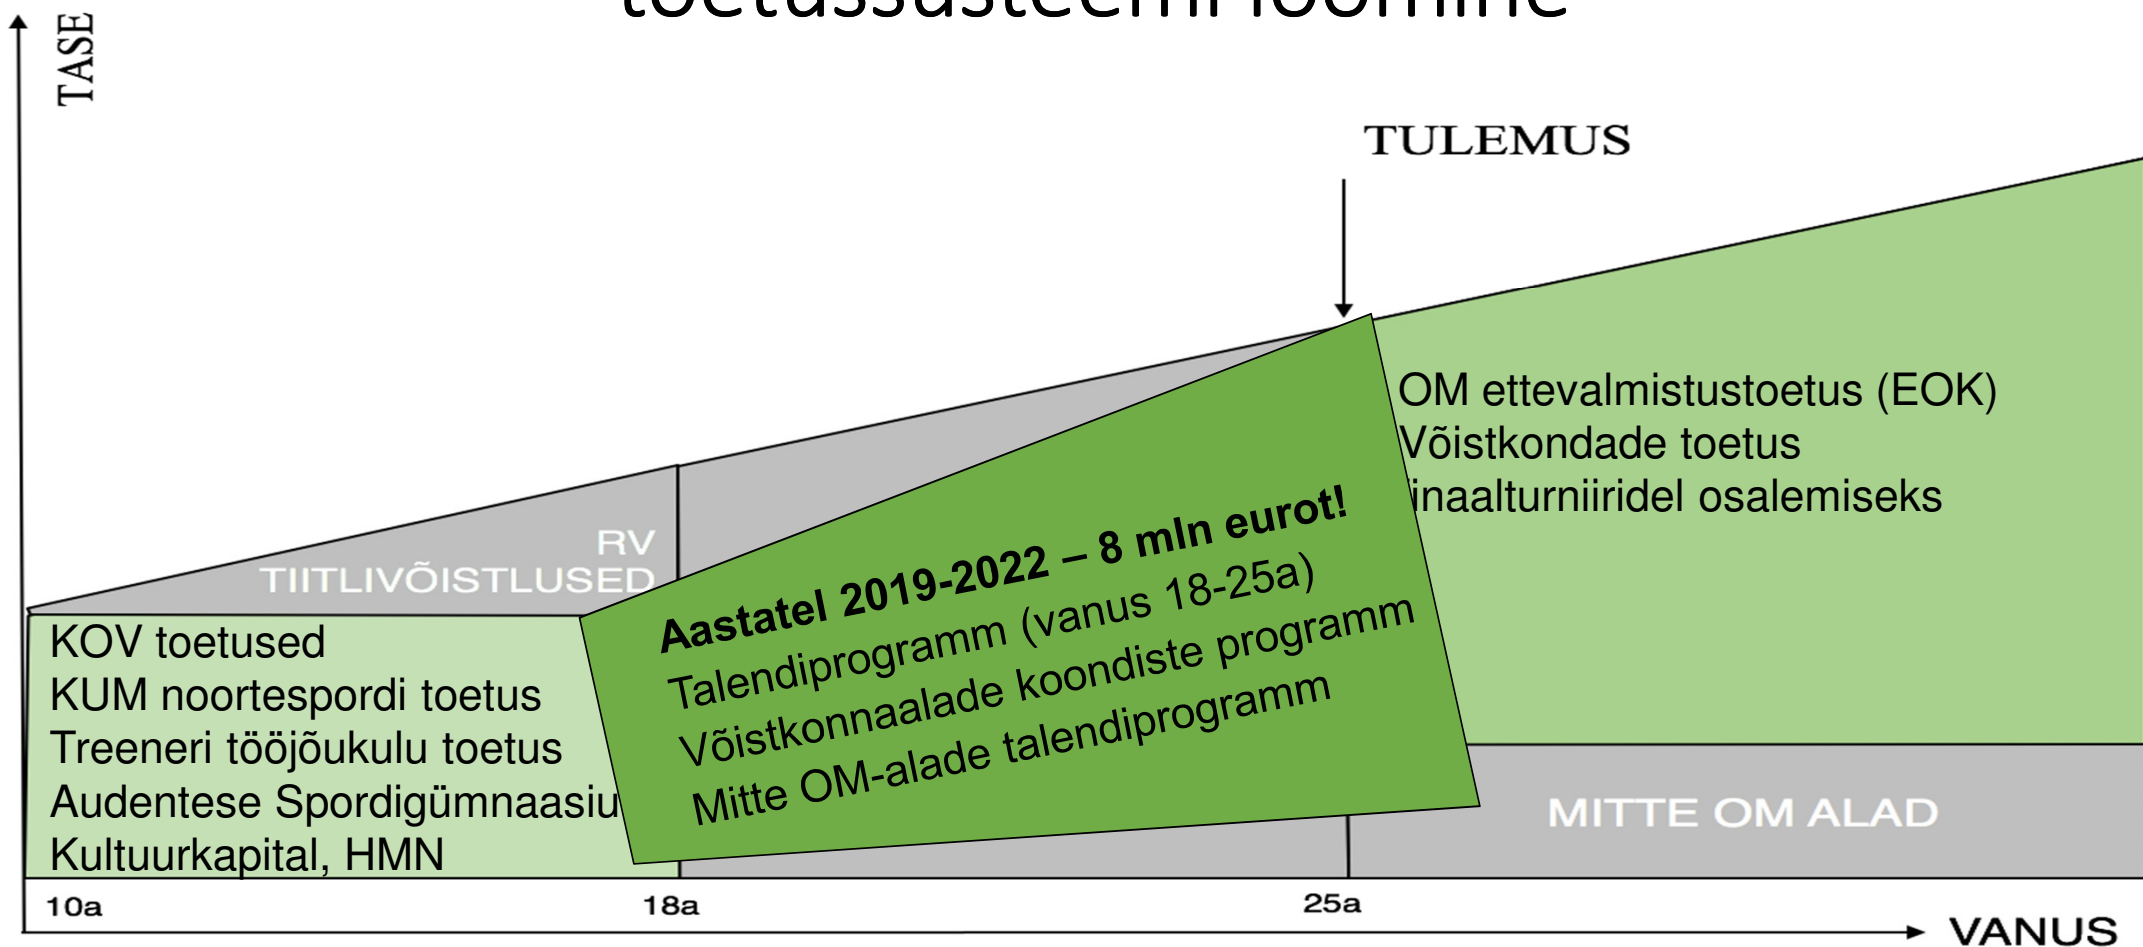 toetussüsteemi loomine
TASE
TULEMUS
OM ettevalmistustoetus (EOK)
Võistkondade toetus
inaalturniiridel osalemiseks
RV
TIITLIVÕISTLUSED
Aastatel 2019-2022 – 8 mln eurot!
Talendiprogramm (vanus 18-25a)
Võistkonnaalade koondiste programm
Mitte OM-alade talendiprogramm
KOV toetused
KUM noortespordi toetus
Treeneri tööjõukulu toetus
Audentese Spordigümnaasiu
Kultuurkapital, HMN
MITTE OM ALAD
10a
18a
25a
VANUS